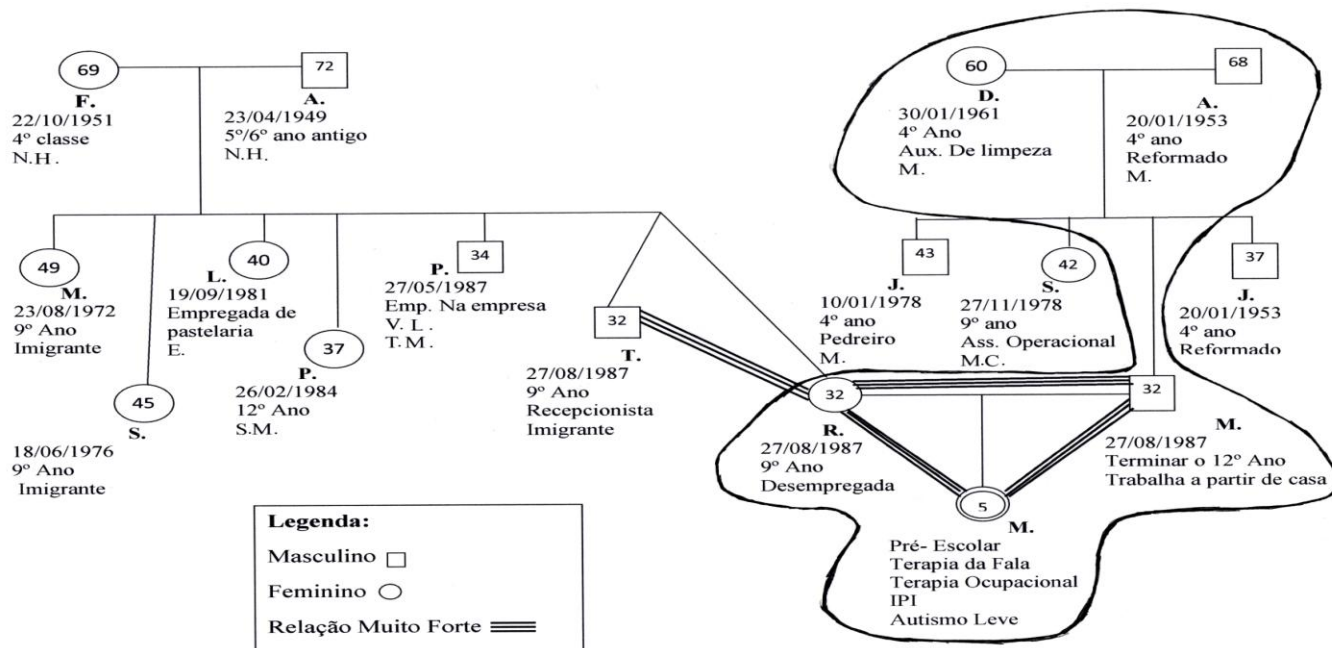 69
F.
22/10/1951
4º classe
N.H.
72
A.
23/04/1949
5º/6º ano antigo
N.H.
60
D.
30/01/1961
4º Ano
Aux. De limpeza
M.
68
A.
20/01/1953
4º ano
Reformado
M.
49
M.
23/08/1972
9º Ano
Imigrante
45
S.
18/06/1976
9º Ano
Imigrante
40
L.
19/09/1981
Empregada de
pastelaria
E.
37
P.
26/02/1984
12º Ano
S.M.
34
P.
27/05/1987
Emp. Na empresa
V. L.
T.M.
32
T.
27/08/1987
9º Ano
Recepcionista
Imigrante
43
J.
10/01/1978
4º ano
Pedreiro
M.
42
S.
27/11/1978
9º ano
Ass. Operacional
M.C.
37
J.
20/01/1953
4º ano
Reformado
32
R.
27/08/1987
9º Ano
Desempregada
32
M.
27/08/1987
Terminar o 12º Ano
Trabalha a partir de casa
5
M.
Pré- Escolar
Terapia da Fala
Terapia Ocupacional
IPI
Autismo Leve
Legenda:
Masculino
Feminino
Relação Muito Forte